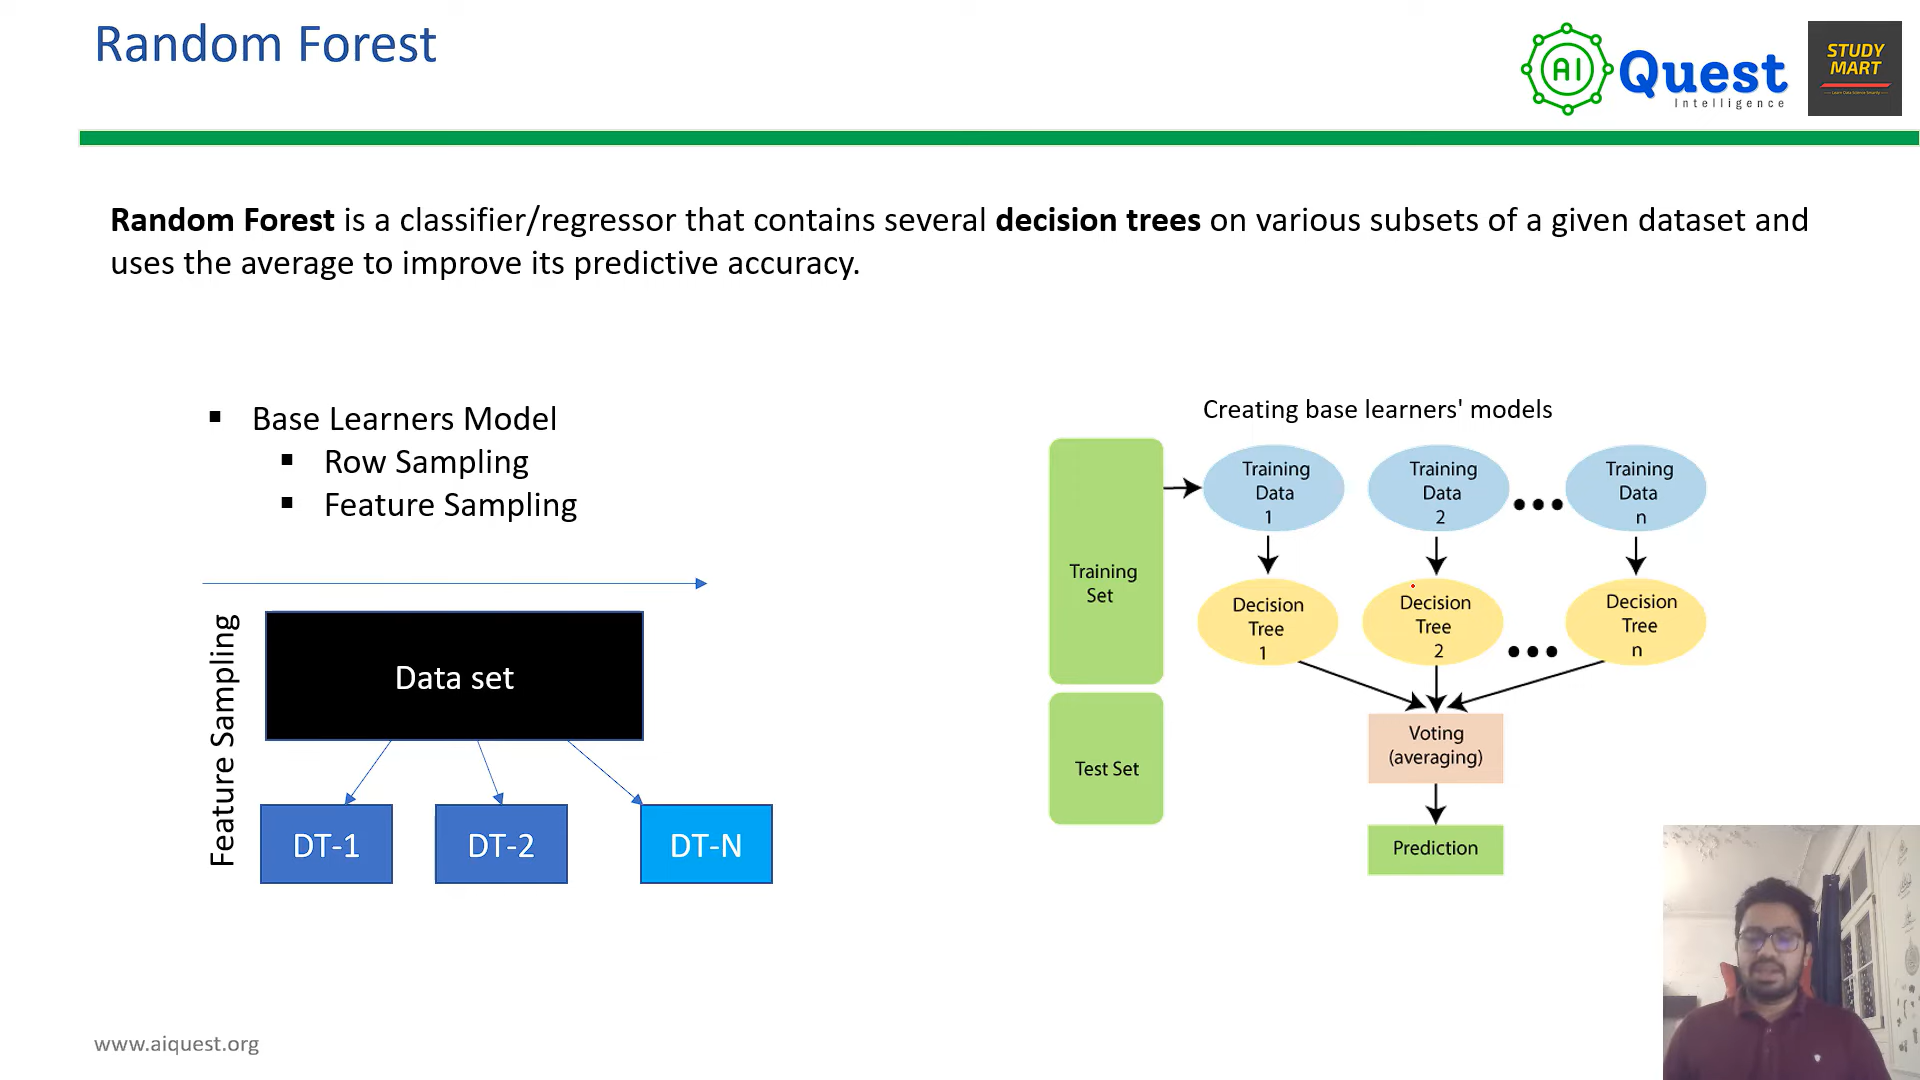 Random Forest
AI Quest
Intelligence
STUDY
MART
Random Forest is a classifier/regressor that contains several decision trees on various subsets of a given dataset and
uses the average to improve its predictive accuracy.
Base Learners Model
Row Sampling
Feature Sampling
Feature Sampling
Data set
DT-1
DT-2
DT-N
Creating base learners' models
Training
Set
Test Set
Training
Data
1
Training
Data
2
Training
Data
n
Decision
Tree
1
Decision
Tree
2
Decision
Tree
n
Voting
(averaging)
Prediction
www.aiquest.org